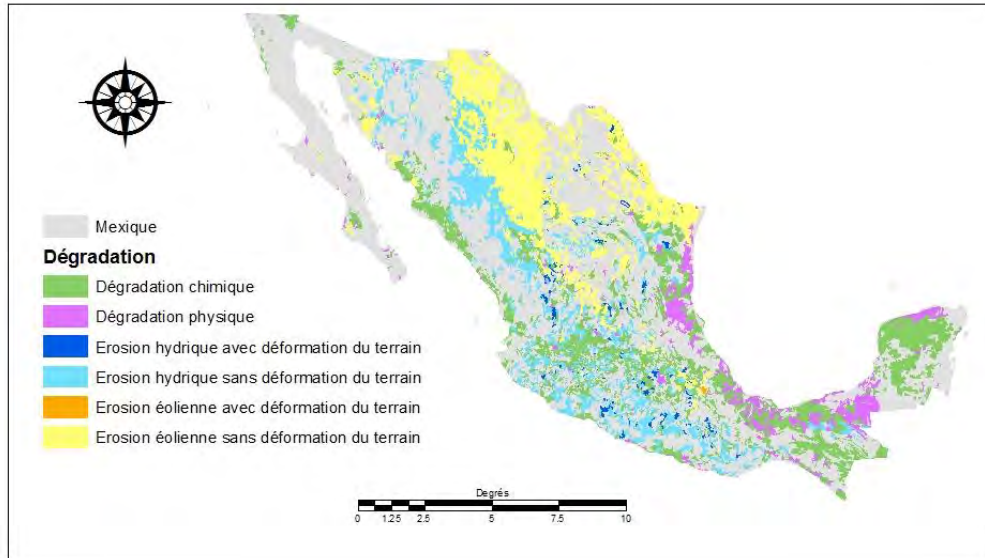 Mexique
Dégradation
Dégradation chimique
Dégradation physique
Erosion hydrique avec déformation du terrain
Erosion hydrique sans déformation du terrain
Erosion éolienne avec déformation du terrain
Erosion éolienne sans déformation du terrain
Degrés
0 1.25 2.5 5 7.5 10